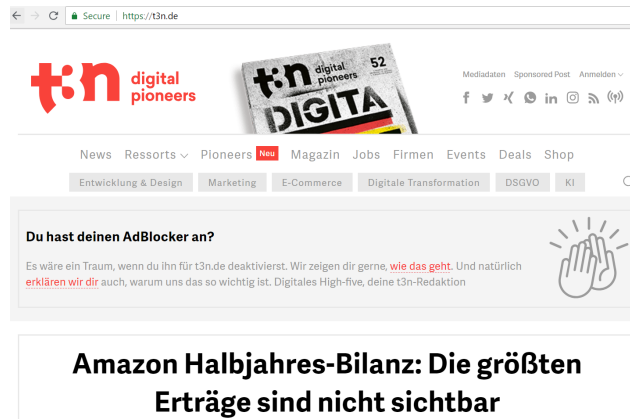 Secure | https://t3n.de
t3n digital pioneers
t3n digital pioneers 52
DIGITA
Mediadaten Sponsored Post Anmelden
News Ressorts Pioneers Neu Magazin Jobs Firmen Events Deals Shop
Entwicklung & Design Marketing E-Commerce Digitale Transformation DSGVO KI
Du hast deinen AdBlocker an?
Es wäre ein Traum, wenn du ihn für t3n.de deaktivierst. Wir zeigen dir gerne, wie das geht. Und natürlich
erklären wir dir auch, warum uns das so wichtig ist. Digitales High-five, deine t3n-Redaktion
Amazon Halbjahres-Bilanz: Die größten
Erträge sind nicht sichtbar